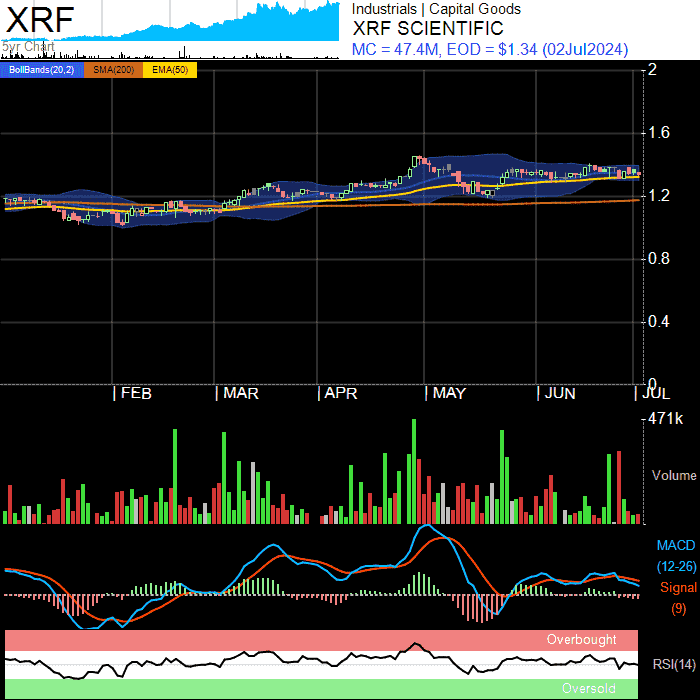 XRF
5yr Chart
Industrials | Capital Goods
XRF SCIENTIFIC
MC = 47.4M, EOD = $1.34 (02Jul2024)
BollBands(20,2) SMA(200) EMA(50)
2
1.6
1.2
0.8
0.4
0
FEB MAR APR MAY JUN JUL
471k
Volume
MACD
(12-26)
Signal
(9)
Overbought
RSI(14)
Oversold